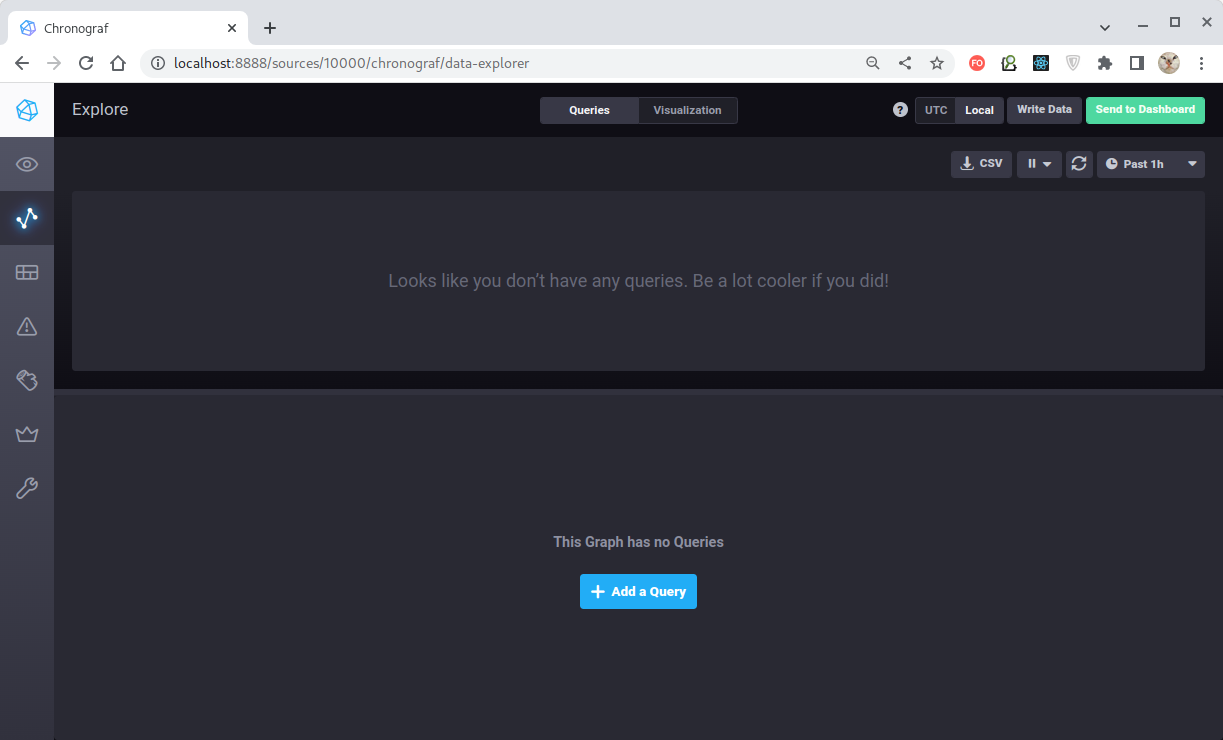 Chronograf
localhost:8888/sources/10000/chronograf/data-explorer
FO
Explore
Queries
Visualization
?
UTC
Local
Write Data
Send to Dashboard
CSV
Past 1h
Looks like you don’t have any queries. Be a lot cooler if you did!
This Graph has no Queries
Add a Query